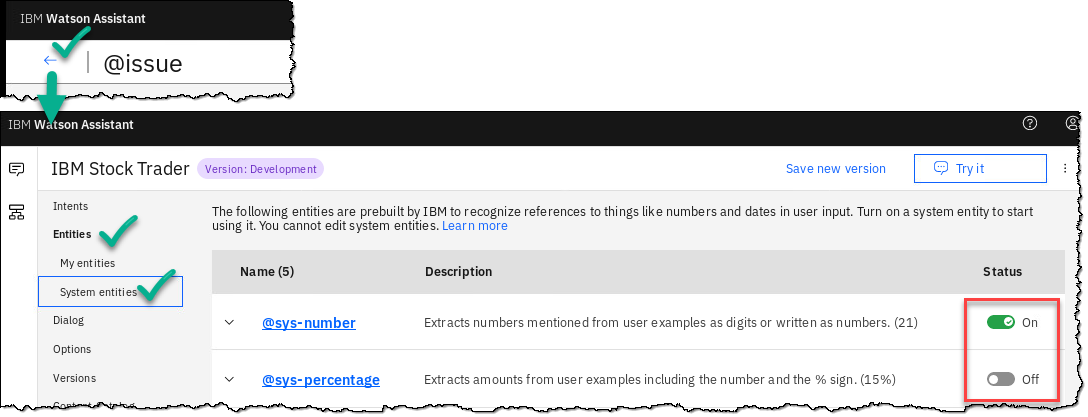 IBM Watson Assistant
@issue
IBM Watson Assistant
IBM Stock Trader
Version: Development
Save new version
Try it
Intents
Entities
My entities
System entities
Dialog
Options
Versions
The following entities are prebuilt by IBM to recognize references to things like numbers and dates in user input. Turn on a system entity to start
using it. You cannot edit system entities. Learn more
Name (5) Description Status
@sys-number Extracts numbers mentioned from user examples as digits or written as numbers. (21) On
@sys-percentage Extracts amounts from user examples including the number and the % sign. (15%) Off